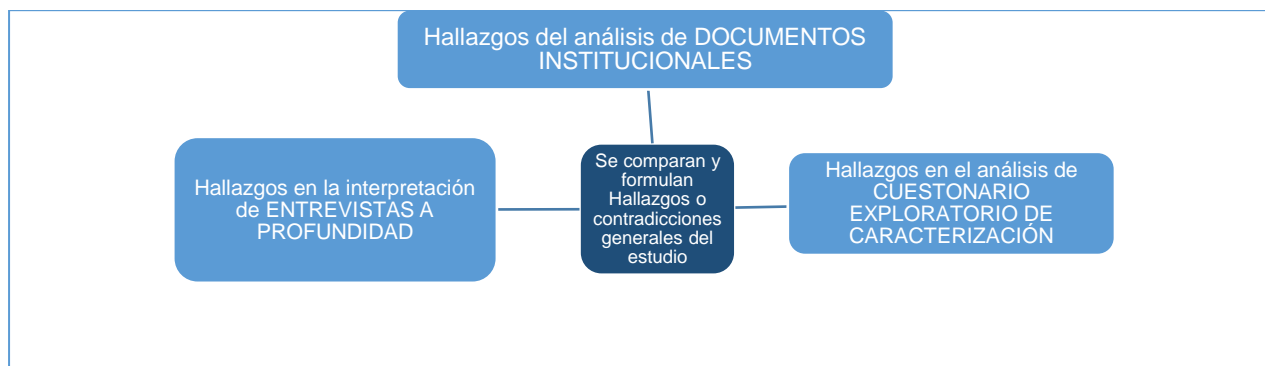 Hallazgos del análisis de DOCUMENTOS
INSTITUCIONALES
Hallazgos en la interpretación
de ENTREVISTAS A
PROFUNDIDAD
Se comparan y
formulan
Hallazgos o
contradicciones
generales del
estudio
Hallazgos en el análisis de
CUESTONARIO
EXPLORATORIO DE
CARACTERIZACIÓN